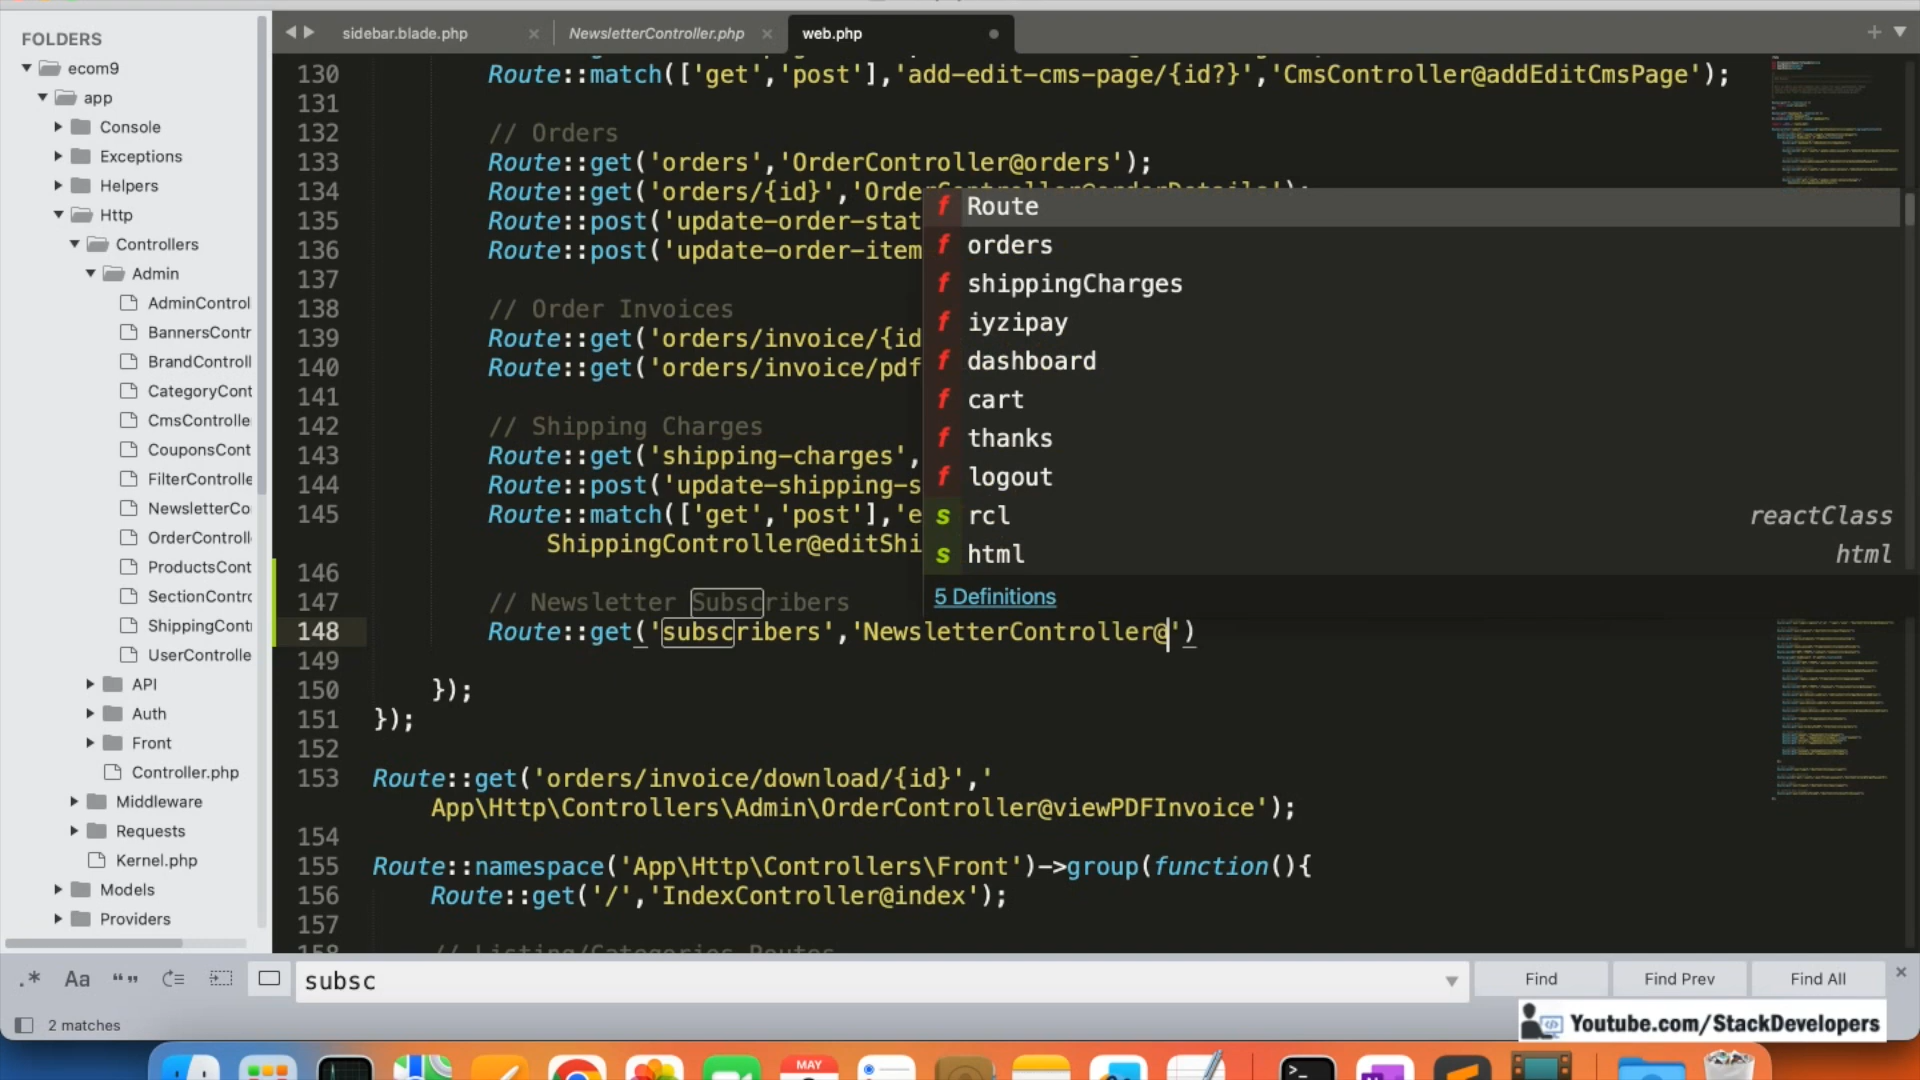 FOLDERS
ecom9
app
Console
Exceptions
Helpers
Http
Controllers
Admin
AdminControl
BannersContr
BrandControll
CategoryCont
CmsControlle
CouponsCont
FilterControlle
NewsletterCo
OrderControll
ProductsCont
SectionContro
ShippingContr
UserControlle
API
Auth
Front
Controller.php
Middleware
Requests
Kernel.php
Models
Providers
sidebar.blade.php
NewsletterController.php
web.php
130 Route::match(['get','post'],'add-edit-cms-page/{id?}','CmsController@addEditCmsPage');
131
132 // Orders
133 Route::get('orders','OrderController@orders');
134 Route::get('orders/{id}','Order
135 Route::post('update-order-stat
136 Route::post('update-order-item
137
138 // Order Invoices
139 Route::get('orders/invoice/{id
140 Route::get('orders/invoice/pdf
141
142 // Shipping Charges
143 Route::get('shipping-charges',
144 Route::post('update-shipping-s
145 Route::match(['get','post'],'e
ShippingController@editShi
146
147 // Newsletter Subscribers
148 Route::get('subscribers','NewsletterController@')
149
150 });
151 });
152
153 Route::get('orders/invoice/download/{id}','
App\Http\Controllers\Admin\OrderController@viewPDFInvoice');
154
155 Route::namespace('App\Http\Controllers\Front')->group(function(){
156 Route::get('/','IndexController@index');
157
158 // Listing/Categories Routes
f Route
f orders
f shippingCharges
f iyzipay
f dashboard
f cart
f thanks
f logout
s rcl reactClass
s html html
5 Definitions
.* Aa “ ”
subsc
Find
Find Prev
Find All
2 matches
Youtube.com/StackDevelopers
MAY